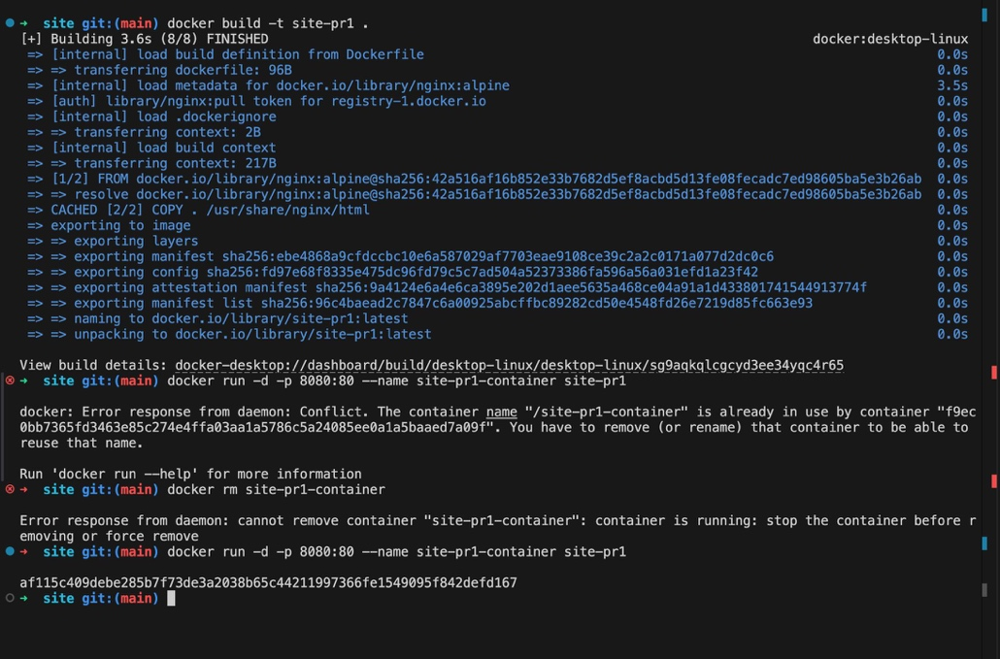 ➜ site git:(main) docker build -t site-pr1 .
[+] Building 3.6s (8/8) FINISHED docker:desktop-linux
=> [internal] load build definition from Dockerfile 0.0s
=> => transferring dockerfile: 96B 0.0s
=> [internal] load metadata for docker.io/library/nginx:alpine 3.5s
=> [auth] library/nginx:pull token for registry-1.docker.io 0.0s
=> [internal] load .dockerignore 0.0s
=> => transferring context: 2B 0.0s
=> [internal] load build context 0.0s
=> => transferring context: 217B 0.0s
=> [1/2] FROM docker.io/library/nginx:alpine@sha256:42a516af16b852e33b7682d5ef8acbd5d13fe08fecadc7ed98605ba5e3b26ab 0.0s
=> => resolve docker.io/library/nginx:alpine@sha256:42a516af16b852e33b7682d5ef8acbd5d13fe08fecadc7ed98605ba5e3b26ab 0.0s
=> CACHED [2/2] COPY . /usr/share/nginx/html 0.0s
=> exporting to image 0.0s
=> => exporting layers 0.0s
=> => exporting manifest sha256:ebe4868a9cfdccbc10e6a587029af7703eae9108ce39c2a2c0171a077d2dc0c6 0.0s
=> => exporting config sha256:fd97e68f8335e475dc96fd79c5c7ad504a52373386fa596a56a031efd1a23f42 0.0s
=> => exporting attestation manifest sha256:9a4124e6a4e6ca3895e202d1aee5635a468ce04a91a1d433801741544913774f 0.0s
=> => exporting manifest list sha256:96c4baead2c7847c6a00925abcffbc89282cd50e4548fd26e7219d85fc663e93 0.0s
=> => naming to docker.io/library/site-pr1:latest 0.0s
=> => unpacking to docker.io/library/site-pr1:latest 0.0s
View build details: docker-desktop://dashboard/build/desktop-linux/desktop-linux/sg9aqkqlcgcyd3ee34yqc4r65
➜ site git:(main) docker run -d -p 8080:80 --name site-pr1-container site-pr1
docker: Error response from daemon: Conflict. The container name "/site-pr1-container" is already in use by container "f9ec
0bb7365fd3463e85c274e4ffa03aa1a5786c5a24085ee0a1a5baaed7a09f". You have to remove (or rename) that container to be able to
reuse that name.
Run 'docker run --help' for more information
➜ site git:(main) docker rm site-pr1-container
Error response from daemon: cannot remove container "site-pr1-container": container is running: stop the container before r
emoving or force remove
➜ site git:(main) docker run -d -p 8080:80 --name site-pr1-container site-pr1
af115c409debe285b7f73de3a2038b65c44211997366fe1549095f842defd167
➜ site git:(main)